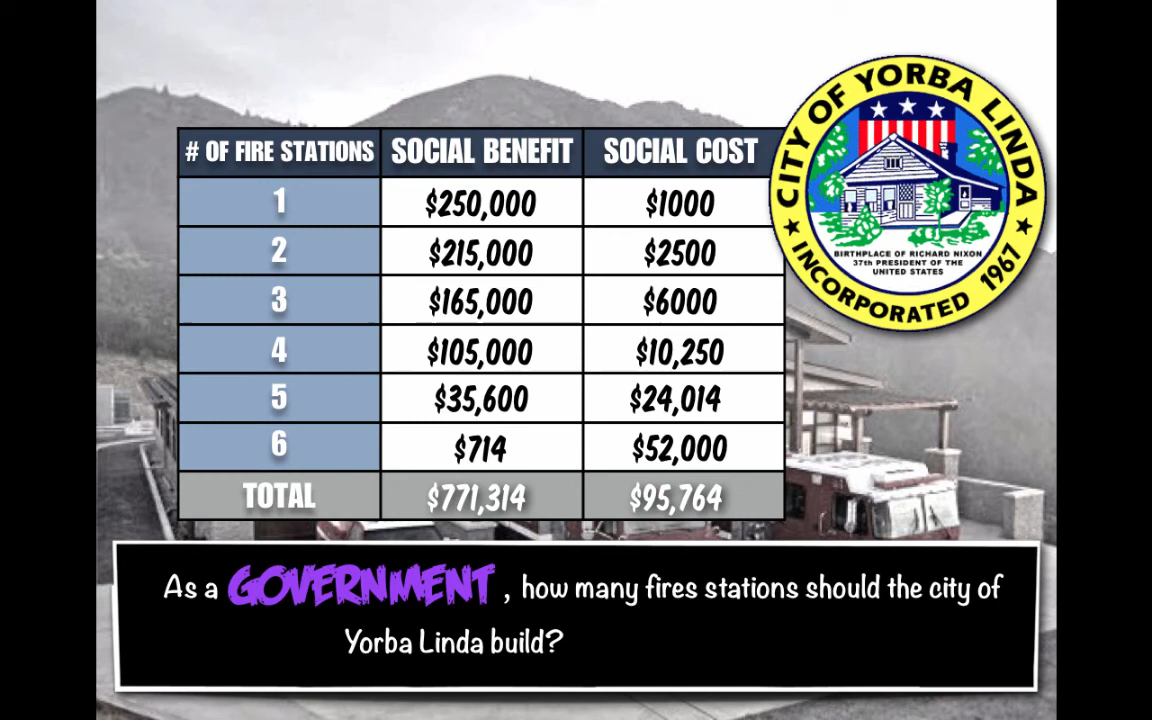 # OF FIRE STATIONS SOCIAL BENEFIT SOCIAL COST
1 $250,000 $1000
2 $215,000 $2500
3 $165,000 $6000
4 $105,000 $10,250
5 $35,600 $24,014
6 $714 $52,000
TOTAL $771,314 $95,764
CITY OF YORBA LINDA
BIRTHPLACE OF RICHARD NIXON
37th PRESIDENT OF THE
UNITED STATES
INCORPORATED 1967
As a GOVERNMENT, how many fires stations should the city of
Yorba Linda build?